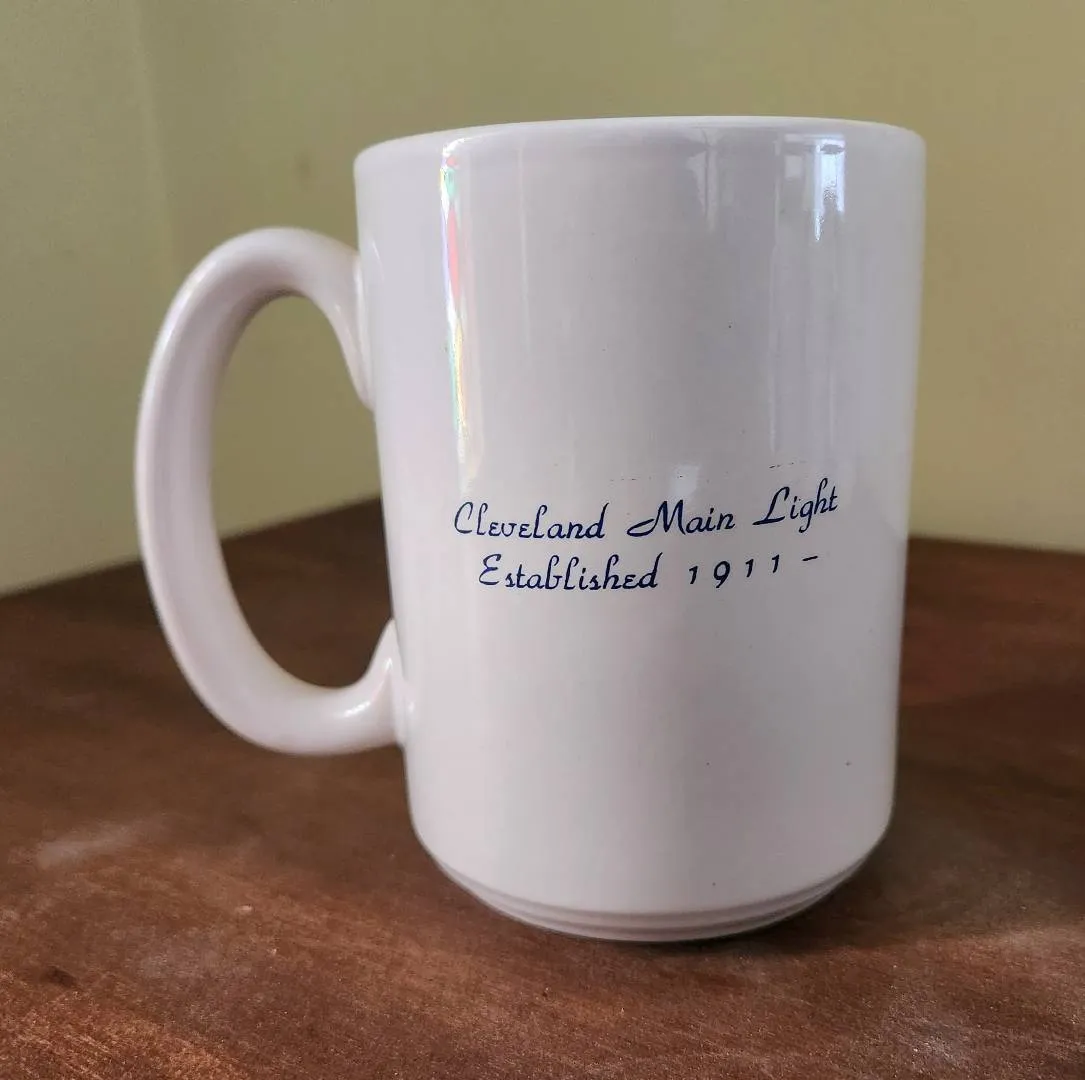 Cleveland Main Light
Established 1911 -